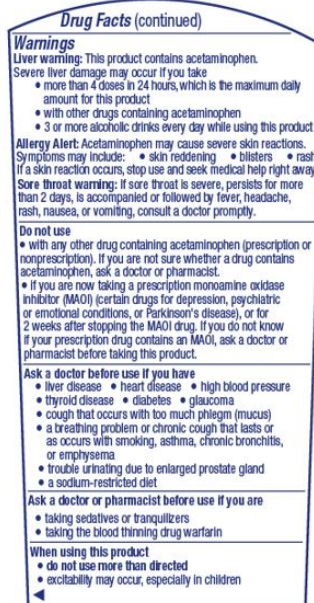 Drug Facts (continued)
Warnings
Liver warning: This product contains acetaminophen.
Severe liver damage may occur if you take
• more than 4 doses in 24 hours, which is the maximum daily
amount for this product
• with other drugs containing acetaminophen
• 3 or more alcoholic drinks every day while using this product
Allergy Alert: Acetaminophen may cause severe skin reactions.
Symptoms may include: • skin reddening • blisters • rash
If a skin reaction occurs, stop use and seek medical help right away.
Sore throat warning: If sore throat is severe, persists for more
than 2 days, is accompanied or followed by fever, headache,
rash, nausea, or vomiting, consult a doctor promptly.
Do not use
• with any other drug containing acetaminophen (prescription or
nonprescription). If you are not sure whether a drug contains
acetaminophen, ask a doctor or pharmacist.
• if you are now taking a prescription monoamine oxidase
inhibitor (MAOI) (certain drugs for depression, psychiatric
or emotional conditions, or Parkinson's disease), or for
2 weeks after stopping the MAOI drug. If you do not know
if your prescription drug contains an MAOI, ask a doctor or
pharmacist before taking this product.
Ask a doctor before use if you have
• liver disease • heart disease • high blood pressure
• thyroid disease • diabetes • glaucoma
• cough that occurs with too much phlegm (mucus)
• a breathing problem or chronic cough that lasts or
as occurs with smoking, asthma, chronic bronchitis,
or emphysema
• trouble urinating due to enlarged prostate gland
• a sodium-restricted diet
Ask a doctor or pharmacist before use if you are
• taking sedatives or tranquilizers
• taking the blood thinning drug warfarin
When using this product
• do not use more than directed
• excitability may occur, especially in children